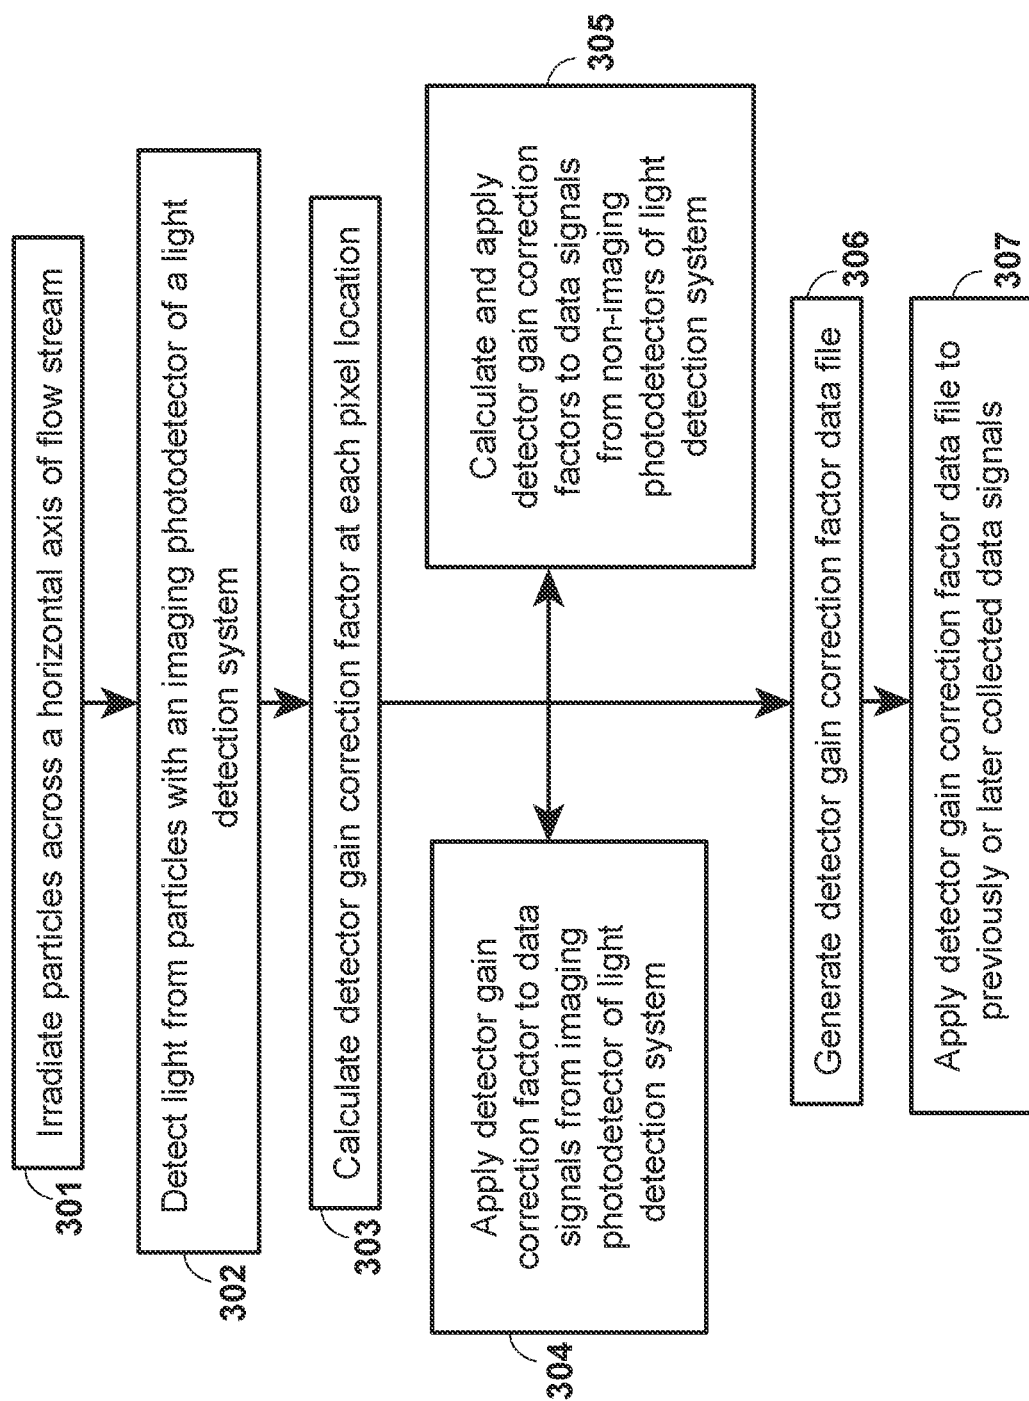 301
Irradiate particles across a horizontal axis of flow stream
302
Detect light from particles with an imaging photodetector of a light
detection system
303
Calculate detector gain correction factor at each pixel location
304
Apply detector gain
correction factor to data
signals from imaging
photodetector of light
detection system
305
Calculate and apply
detector gain correction
factors to data signals
from non-imaging
photodetectors of light
detection system
306
Generate detector gain correction factor data file
307
Apply detector gain correction factor data file to
previously or later collected data signals